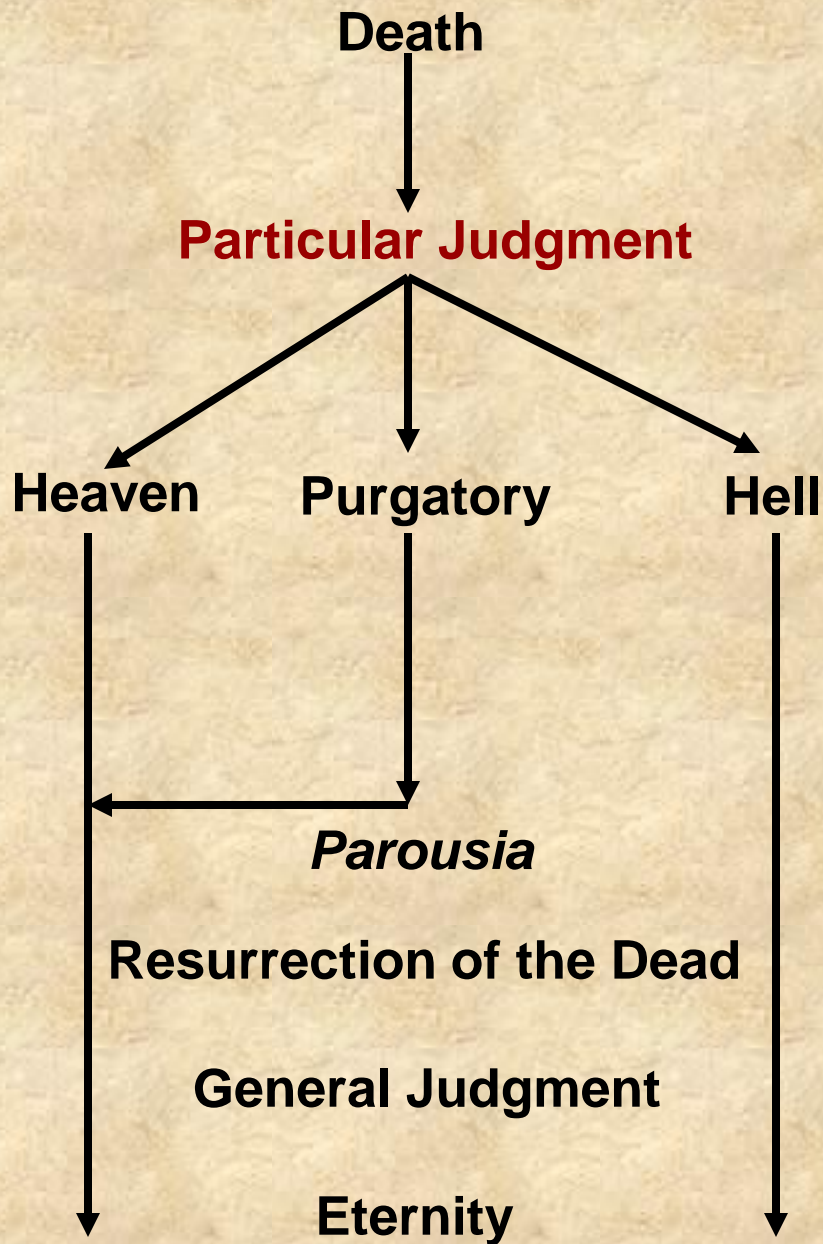 Death
Particular Judgment
Heaven Purgatory Hell
Parousia
Resurrection of the Dead
General Judgment
Eternity